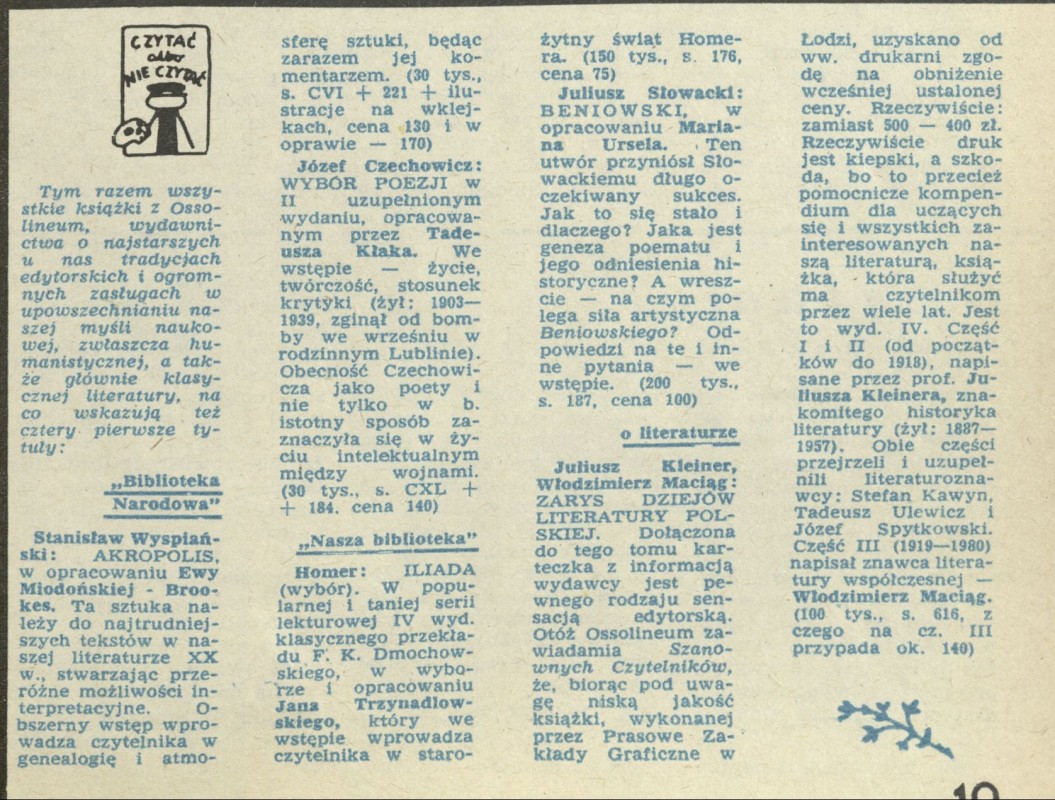 CZYTAĆ
albo
NIE CZYTAĆ
Tym razem wszy-
stkie książki z Osso-
lineum, wydawni-
ctwa o najstarszych
u nas tradycjach
edytorskich i ogrom-
nych zasługach w
upowszechnianiu na-
szej myśli nauko-
wej, zwłaszcza hu-
manistycznej, a tak-
że głównie klasy-
cznej literatury, na
co wskazują też
cztery pierwsze ty-
tuły:
„Biblioteka
Narodowa"
Stanisław Wyspiań-
ski: AKROPOLIS,
w opracowaniu Ewy
Miodońskiej - Broo-
kes. Ta sztuka na-
leży do najtrudniej-
szych tekstów w na-
szej literaturze XX
w., stwarzając prze-
różne możliwości in-
terpretacyjne. O-
bszerny wstęp wpro-
wadza czytelnika w
genealogię i atmo-
sferę sztuki, będąc
zarazem jej ko-
mentarzem. (30 tys.,
s. CVI + 221 + ilu-
stracje na wklej-
kach, cena 130 i w
oprawie — 170)
Józef Czechowicz:
WYBÓR POEZJI w
II uzupełnionym
wydaniu, opracowa-
nym przez Tade-
usza Kłaka. We
wstępie — życie,
twórczość, stosunek
krytyki (żył: 1903—
1939, zginął od bom-
by we wrześniu w
rodzinnym Lublinie).
Obecność Czechowi-
cza jako poety i
nie tylko w b.
istotny sposób za-
znaczyła się w ży-
ciu intelektualnym
między wojnami.
(30 tys., s. CXL +
+ 184, cena 140)
„Nasza biblioteka"
Homer: ILIADA
(wybór). W popu-
larnej i taniej serii
lekturowej IV wyd.
klasycznego przekła-
du F. K. Dmochow-
skiego, w wybo-
rze i opracowaniu
Jana Trzynadlow-
skiego, który we
wstępie wprowadza
czytelnika w staro-
żytny świat Home-
ra. (150 tys., s. 176,
cena 75)
Juliusz Słowacki:
BENIOWSKI, w
opracowaniu Maria-
na Ursela. Ten
utwór przyniósł Sło-
wackiemu długo o-
czekiwany sukces.
Jak to się stało i
dlaczego? Jaka jest
geneza poematu i
jego odniesienia hi-
storyczne? A wresz-
cie — na czym po-
lega siła artystyczna
Beniowskiego? Od-
powiedzi na te i in-
ne pytania — we
wstępie. (200 tys.,
s. 187, cena 100)
o literaturze
Juliusz Kleiner,
Włodzimierz Maciąg:
ZARYS DZIEJÓW
LITERATURY POL-
SKIEJ. Dołączona
do tego tomu kar-
teczka z informacją
wydawcy jest pe-
wnego rodzaju sen-
sacją edytorską.
Otóż Ossolineum za-
wiadamia Szano-
wnych Czytelników,
że, biorąc pod uwa-
gę niską jakość
książki, wykonanej
przez Prasowe Za-
kłady Graficzne w
Łodzi, uzyskano od
ww. drukarni zgo-
dę na obniżenie
wcześniej ustalonej
ceny. Rzeczywiście:
zamiast 500 — 400 zł.
Rzeczywiście druk
jest kiepski, a szko-
da, bo to przecież
pomocnicze kompen-
dium dla uczących
się i wszystkich za-
interesowanych na-
szą literaturą, ksią-
żka, która służyć
ma czytelnikom
przez wiele lat. Jest
to wyd. IV. Część
I i II (od począt-
ków do 1918), napi-
sane przez prof. Ju-
liusza Kleinera, zna-
komitego historyka
literatury (żył: 1887—
1957). Obie części
przejrzeli i uzupeł-
nili literaturozna-
wcy: Stefan Kawyn,
Tadeusz Ulewicz i
Józef Spytkowski.
Część III (1919—1980)
napisał znawca litera-
tury współczesnej —
Włodzimierz Maciąg.
(100 tys., s. 616, z
czego na cz. III
przypada ok. 140)